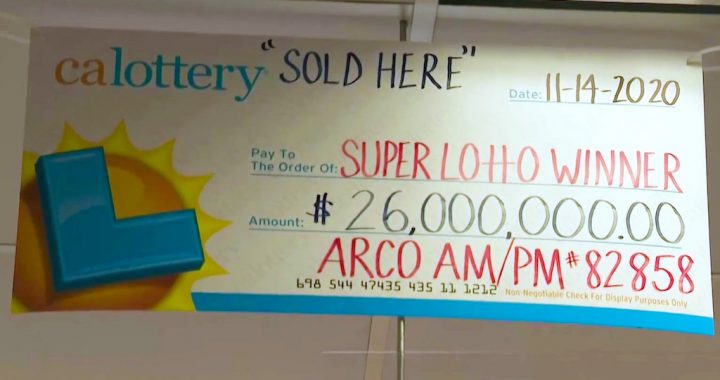 calottery "SOLD HERE"
Date: 11-14-2020
Pay To
The Order Of: SUPER LOTTO WINNER
Amount: $ 26,000,000.00
ARCO AM/PM #82858
698 544 47435 435 11 1212 Non-Negotiable Check For Display Purposes Only